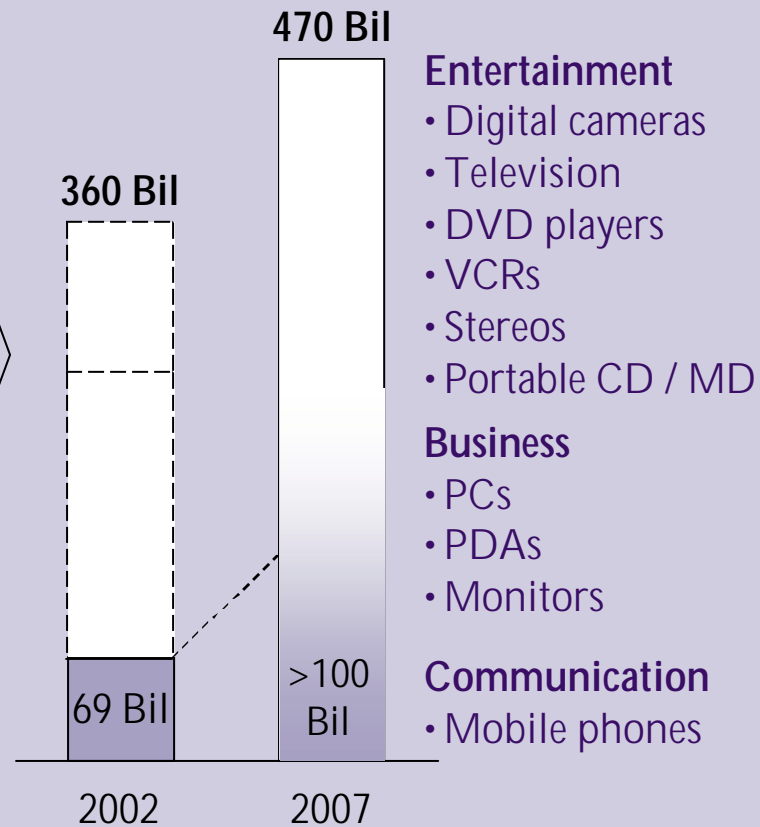 470 Bil
360 Bil
69 Bil
>100
Bil
2002
2007
Entertainment
• Digital cameras
• Television
• DVD players
• VCRs
• Stereos
• Portable CD / MD
Business
• PCs
• PDAs
• Monitors
Communication
• Mobile phones